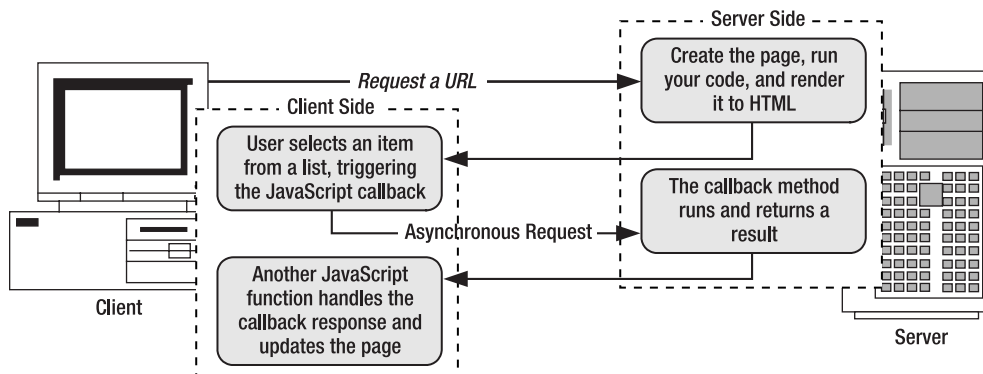 Server Side
Create the page, run
your code, and render
it to HTML
Request a URL
Client Side
User selects an item
from a list, triggering
the JavaScript callback
The callback method
runs and returns a
result
Asynchronous Request
Another JavaScript
function handles the
callback response and
updates the page
Client
Server